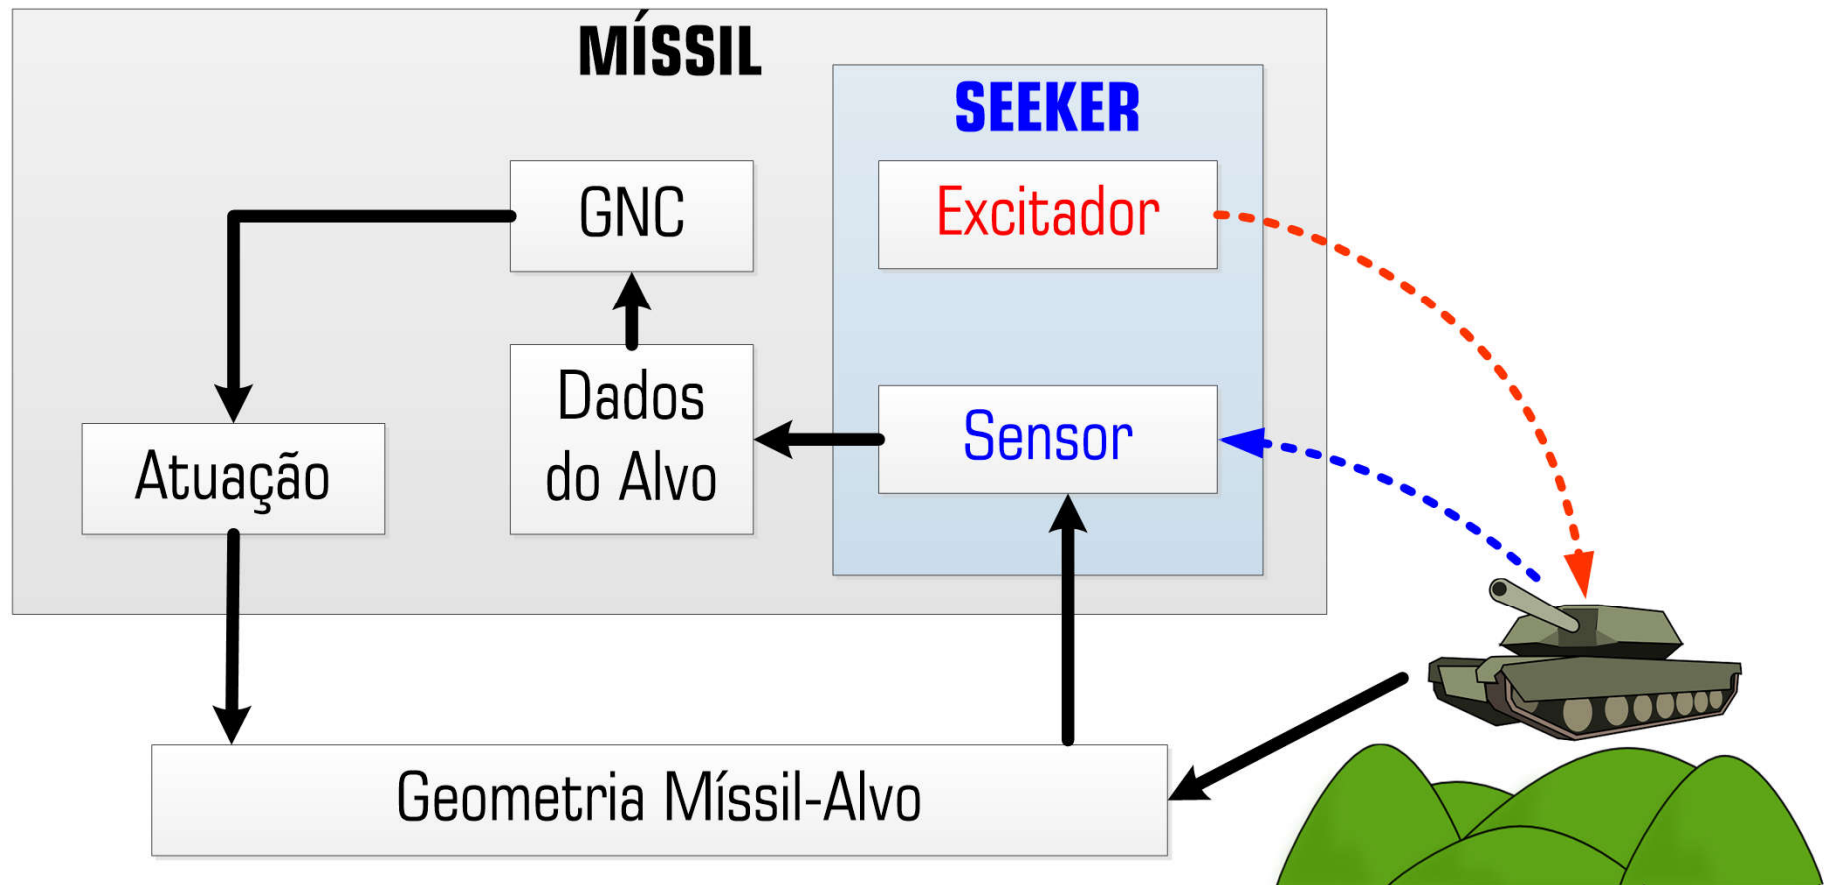 MÍSSIL
SEEKER
GNC
Excitador
Dados
do Alvo
Sensor
Atuação
Geometria Míssil-Alvo